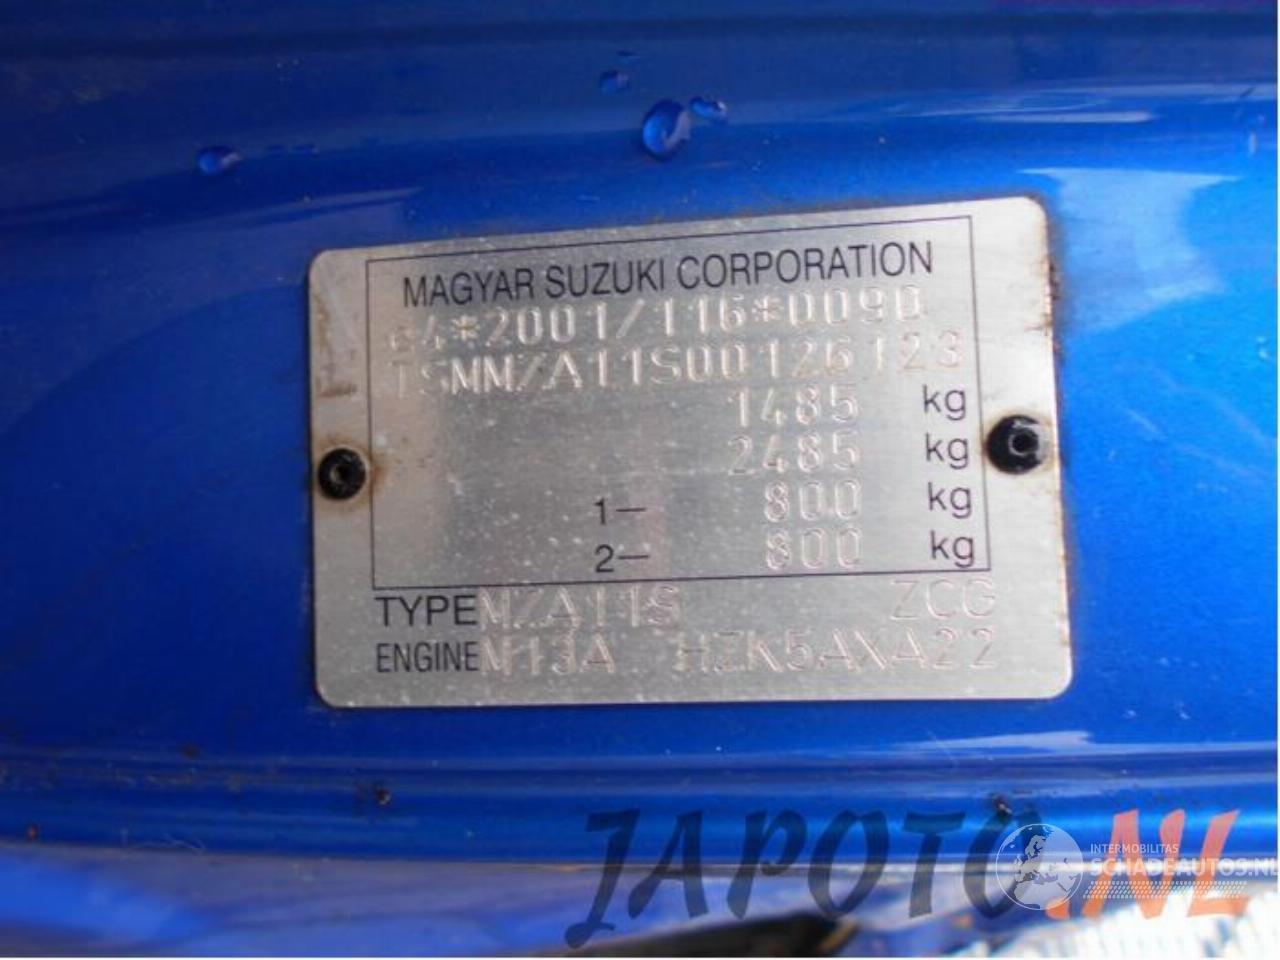 MAGYAR SUZUKI CORPORATION
e4*2001/116*0090
TSMMZA11S00126123
1485 kg
2485 kg
1— 800 kg
2— 800 kg
TYPE MZA11S ZCG
ENGINE M13A HZK5AXA22
JAPOTO.NL
INTERMOBILITAS
SCHADEAUTOS.NL